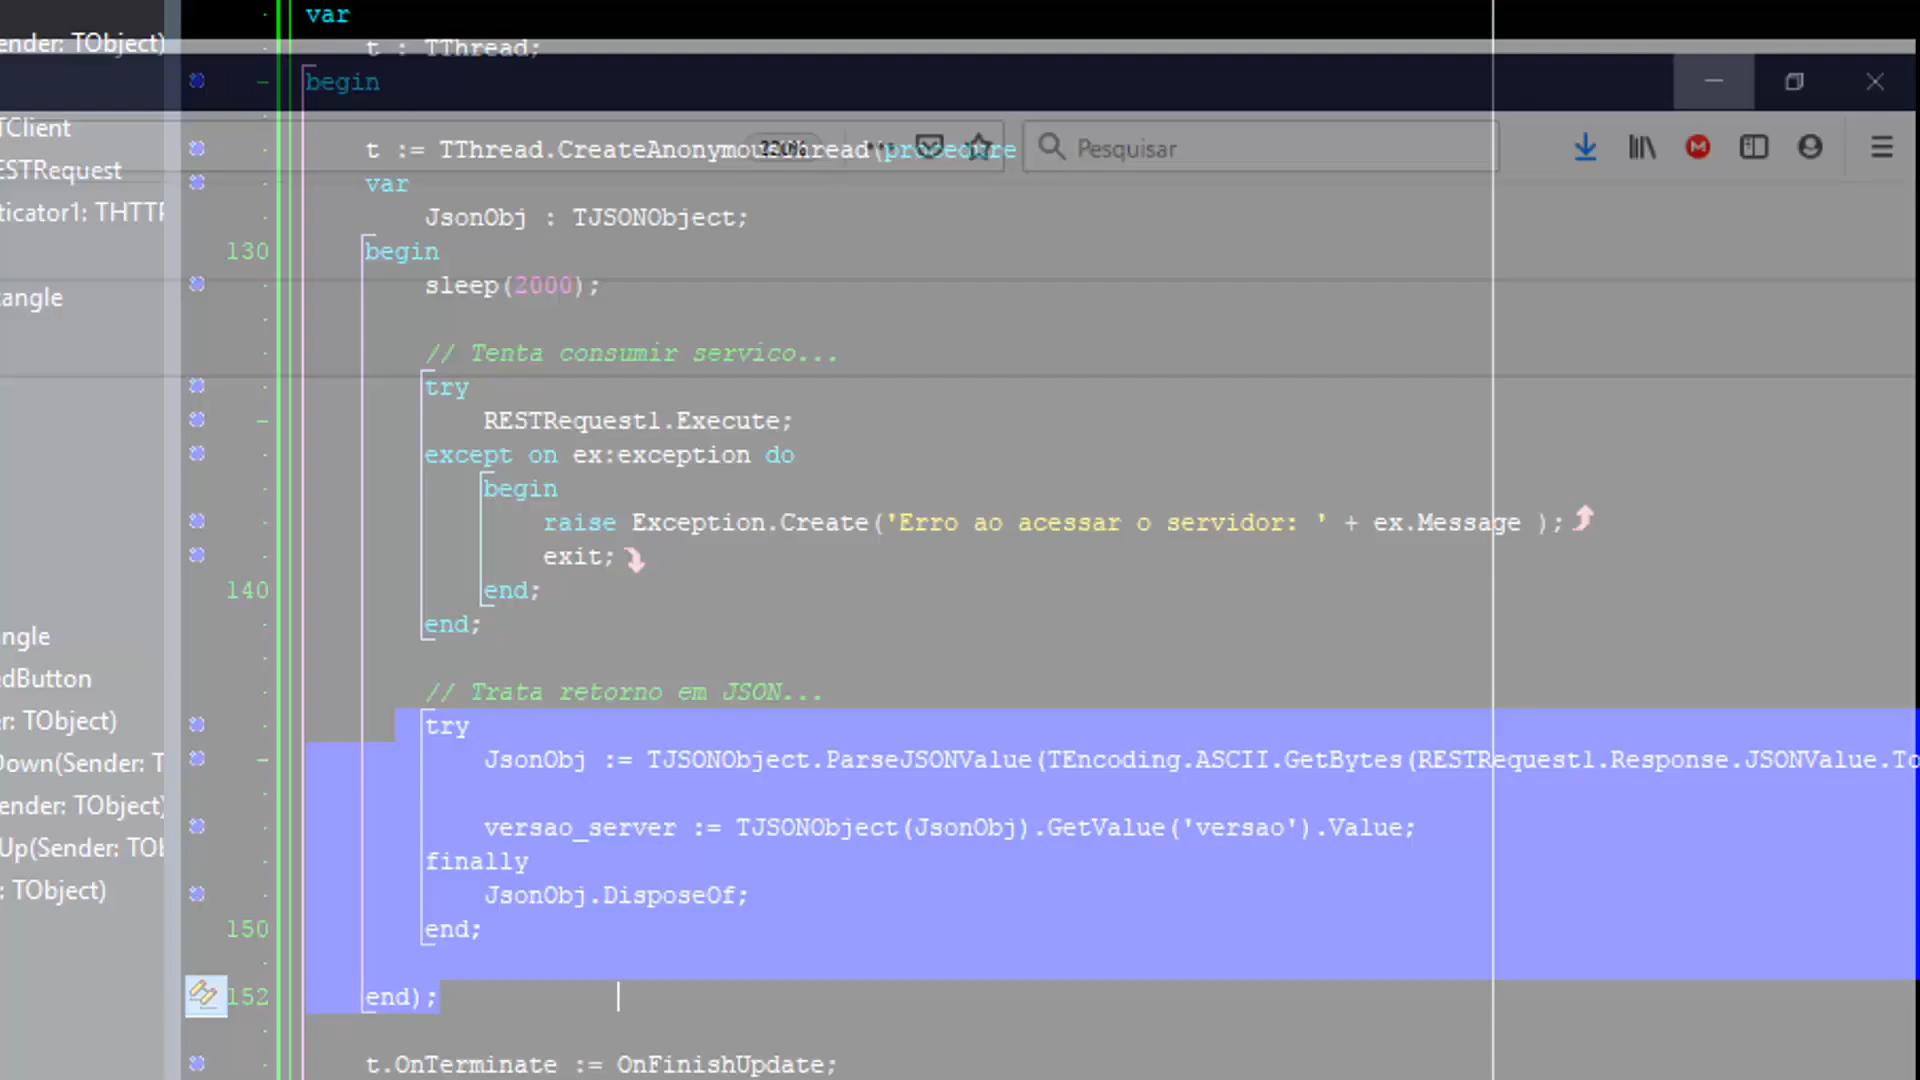 var
ender: TObject)
t : TThread;
begin
TClient
t := TThread.CreateAnonymousThread(procedure
Pesquisar
ESTRequest
var
ticator1: THTTP
JsonObj : TJSONObject;
130
begin
sleep(2000);
tangle
// Tenta consumir servico...
try
RESTRequest1.Execute;
except on ex:exception do
begin
raise Exception.Create('Erro ao acessar o servidor: ' + ex.Message );
exit;
140
end;
end;
ngle
edButton
// Trata retorno em JSON...
r: TObject)
try
Down(Sender: T
JsonObj := TJSONObject.ParseJSONValue(TEncoding.ASCII.GetBytes(RESTRequest1.Response.JSONValue.To
ender: TObject)
versao_server := TJSONObject(JsonObj).GetValue('versao').Value;
Up(Sender: TOb
finally
: TObject)
JsonObj.DisposeOf;
150
end;
152
end);
t.OnTerminate := OnFinishUpdate;